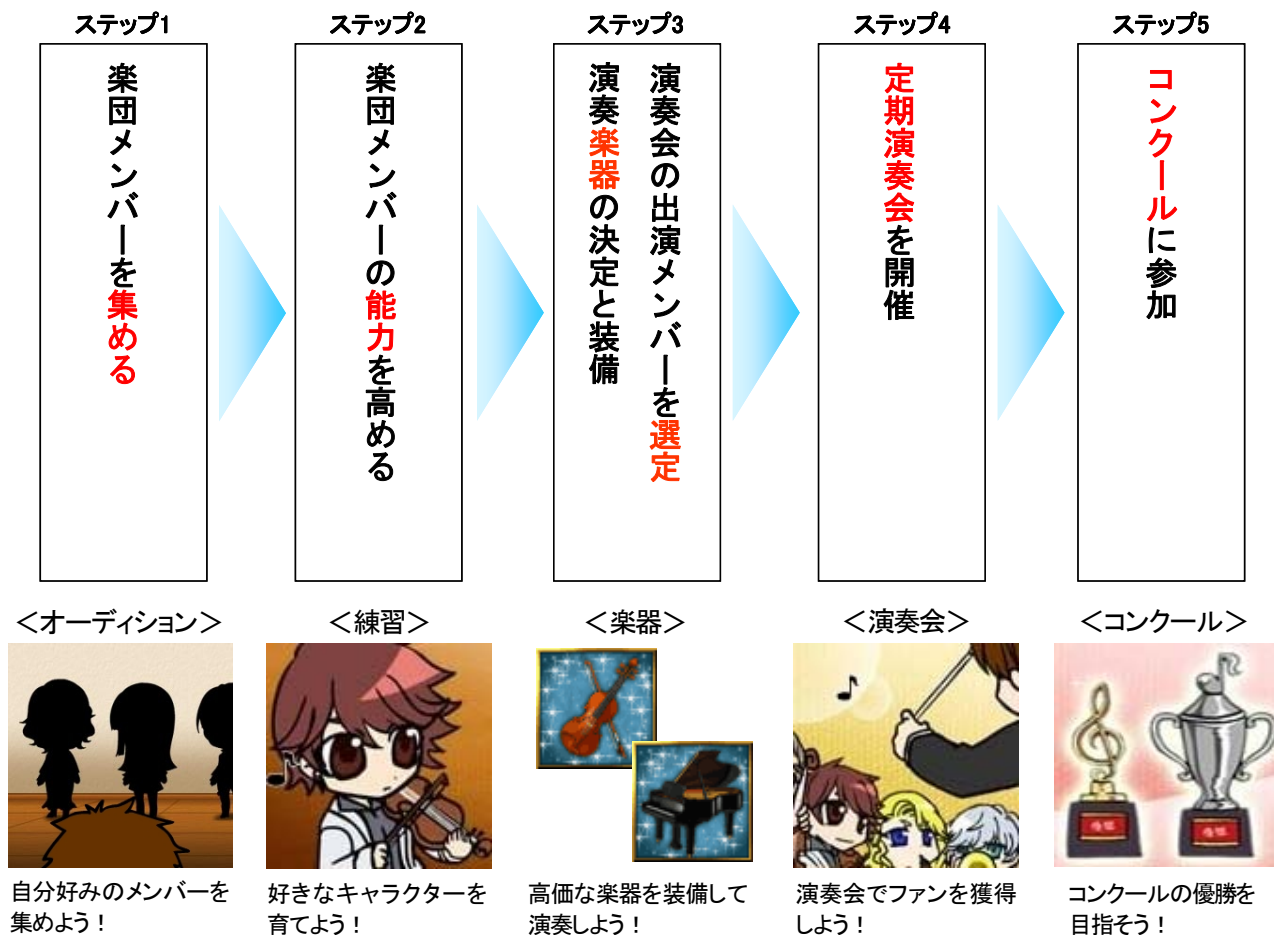 ステップ1
楽団メンバーを集める
<オーディション>
自分好みのメンバーを
集めよう！
ステップ2
楽団メンバーの能力を高める
<練習>
好きなキャラクターを
育てよう！
ステップ3
演奏会の出演メンバーを選定
演奏楽器の決定と装備
<楽器>
高価な楽器を装備して
演奏しよう！
ステップ4
定期演奏会を開催
<演奏会>
演奏会でファンを獲得
しよう！
ステップ5
コンクールに参加
<コンクール>
コンクールの優勝を
目指そう！